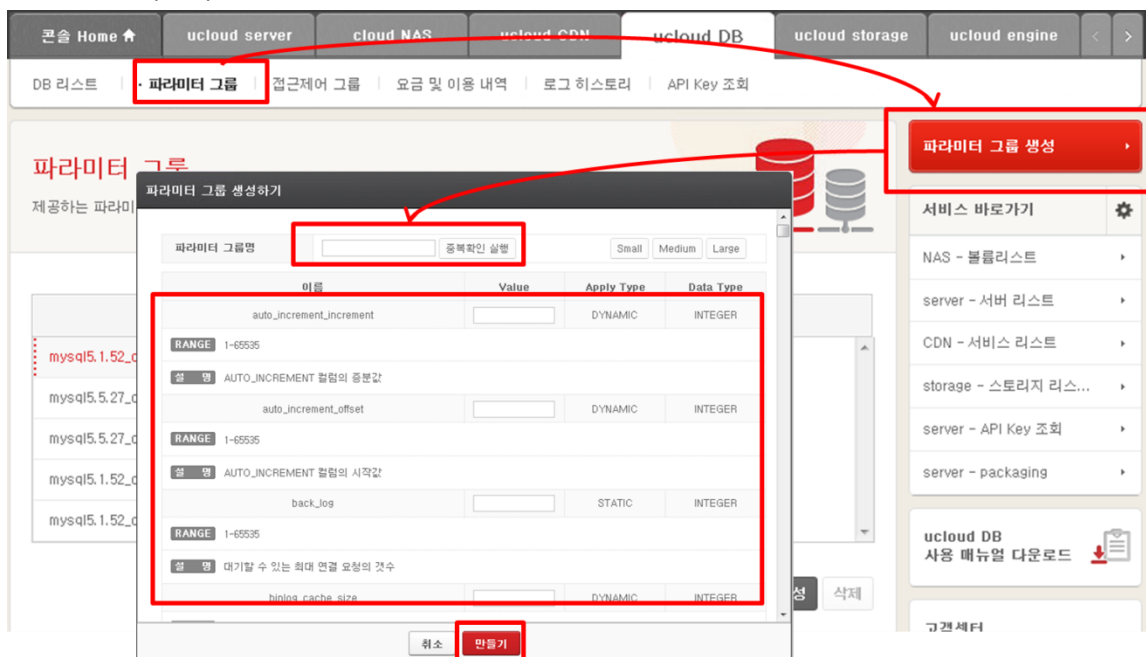 콘솔 Home
ucloud server
cloud NAS
ucloud CDN
ucloud DB
ucloud storage
ucloud engine
< >
DB 리스트
· 파라미터 그룹
접근제어 그룹
요금 및 이용 내역
로그 히스토리
API Key 조회
파라미터 그룹
제공하는 파라미
파라미터 그룹 생성
서비스 바로가기
NAS - 볼륨리스트
server - 서버 리스트
CDN - 서비스 리스트
storage - 스토리지 리스...
server - API Key 조회
server - packaging
ucloud DB
사용 매뉴얼 다운로드
고객센터
mysql5.1.52_
mysql5.5.27_
mysql5.5.27_
mysql5.1.52_
mysql5.1.52_
성 삭제
파라미터 그룹 생성하기
파라미터 그룹명 중복확인 실행 Small Medium Large
이름 Value Apply Type Data Type
auto_increment_increment DYNAMIC INTEGER
RANGE 1~65535
설 명 AUTO_INCREMENT 컬럼의 증분값
auto_increment_offset DYNAMIC INTEGER
RANGE 1~65535
설 명 AUTO_INCREMENT 컬럼의 시작값
back_log STATIC INTEGER
RANGE 1~65535
설 명 대기할 수 있는 최대 연결 요청의 갯수
binlog_cache_size DYNAMIC INTEGER
취소 만들기